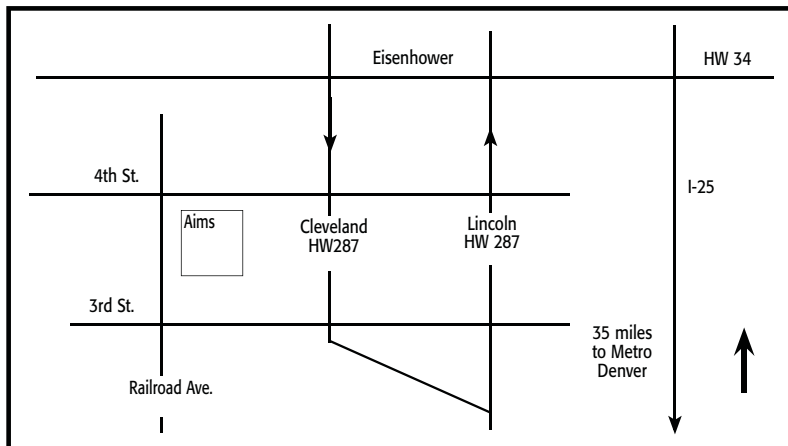 Eisenhower
HW 34
4th St.
I-25
Aims
Cleveland
HW287
Lincoln
HW 287
3rd St.
35 miles
to Metro
Denver
Railroad Ave.